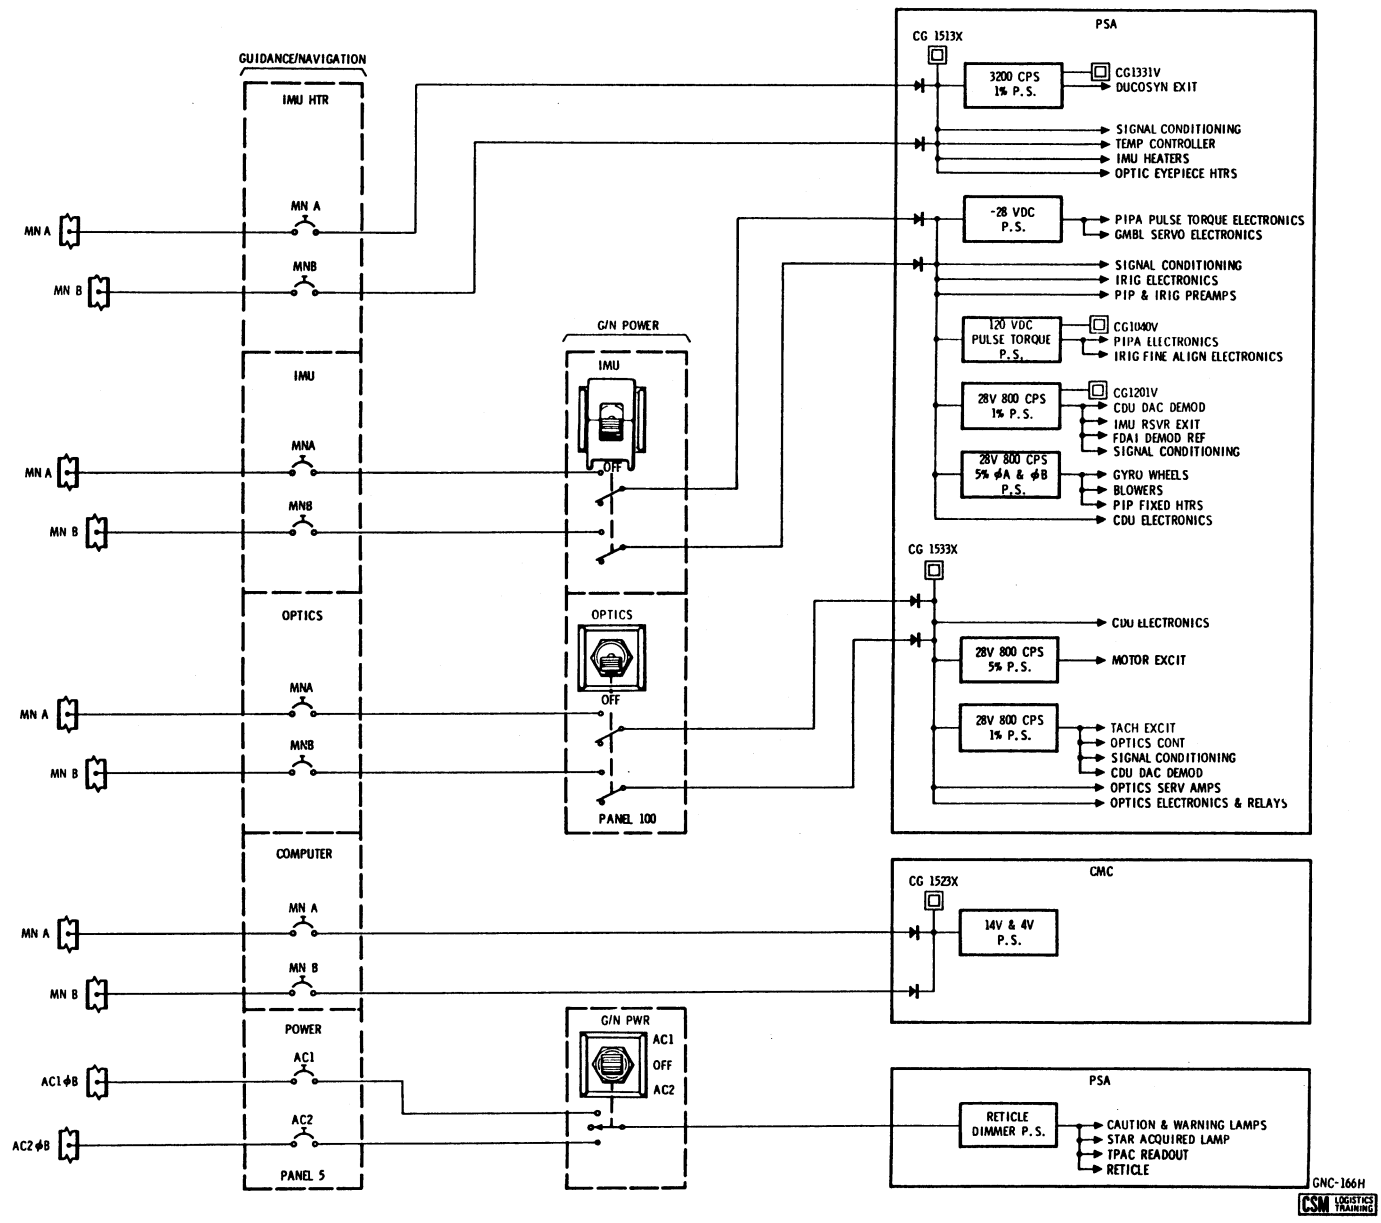 PSA
CG 1513X
GUIDANCE/NAVIGATION
IMU HTR
3200 CPS
1% P.S.
CG1331V
DUCOSYN EXIT
SIGNAL CONDITIONING
TEMP CONTROLLER
IMU HEATERS
OPTIC EYEPIECE HTRS
MN A
MN A
MNB
MN B
-28 VDC
P.S.
PIPA PULSE TORQUE ELECTRONICS
GMBL SERVO ELECTRONICS
SIGNAL CONDITIONING
IRIG ELECTRONICS
PIP & IRIG PREAMPS
G/N POWER
IMU
IMU
120 VDC
PULSE TORQUE
P.S.
CG1040V
PIPA ELECTRONICS
IRIG FINE ALIGN ELECTRONICS
28V 800 CPS
1% P.S.
CG1201V
CDU DAC DEMOD
IMU RSVR EXIT
FDAI DEMOD REF
SIGNAL CONDITIONING
MNA
MN A
OFF
28V 800 CPS
5% ϕA & ϕB
P.S.
GYRO WHEELS
BLOWERS
PIP FIXED HTRS
CDU ELECTRONICS
MNB
MN B
CG 1533X
OPTICS
OPTICS
CDU ELECTRONICS
28V 800 CPS
5% P.S.
MOTOR EXCIT
MNA
MN A
OFF
28V 800 CPS
1% P.S.
TACH EXCIT
OPTICS CONT
SIGNAL CONDITIONING
CDU DAC DEMOD
OPTICS SERV AMPS
OPTICS ELECTRONICS & RELAYS
MNB
MN B
PANEL 100
COMPUTER
CMC
CG 1523X
MN A
MN A
14V & 4V
P.S.
MN B
MN B
POWER
G/N PWR
AC1
OFF
AC2
AC1
AC1ϕB
PSA
AC2
AC2ϕB
RETICLE
DIMMER P.S.
CAUTION & WARNING LAMPS
STAR ACQUIRED LAMP
TPAC READOUT
RETICLE
PANEL 5
GNC-166H
CSM LOGISTICS
TRAINING